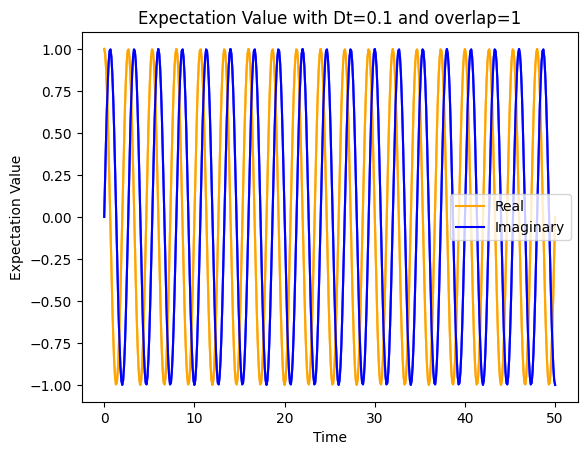 Expectation Value with Dt=0.1 and overlap=1
Expectation Value
1.00
0.75
0.50
0.25
0.00
−0.25
−0.50
−0.75
−1.00
Real
Imaginary
0 10 20 30 40 50
Time